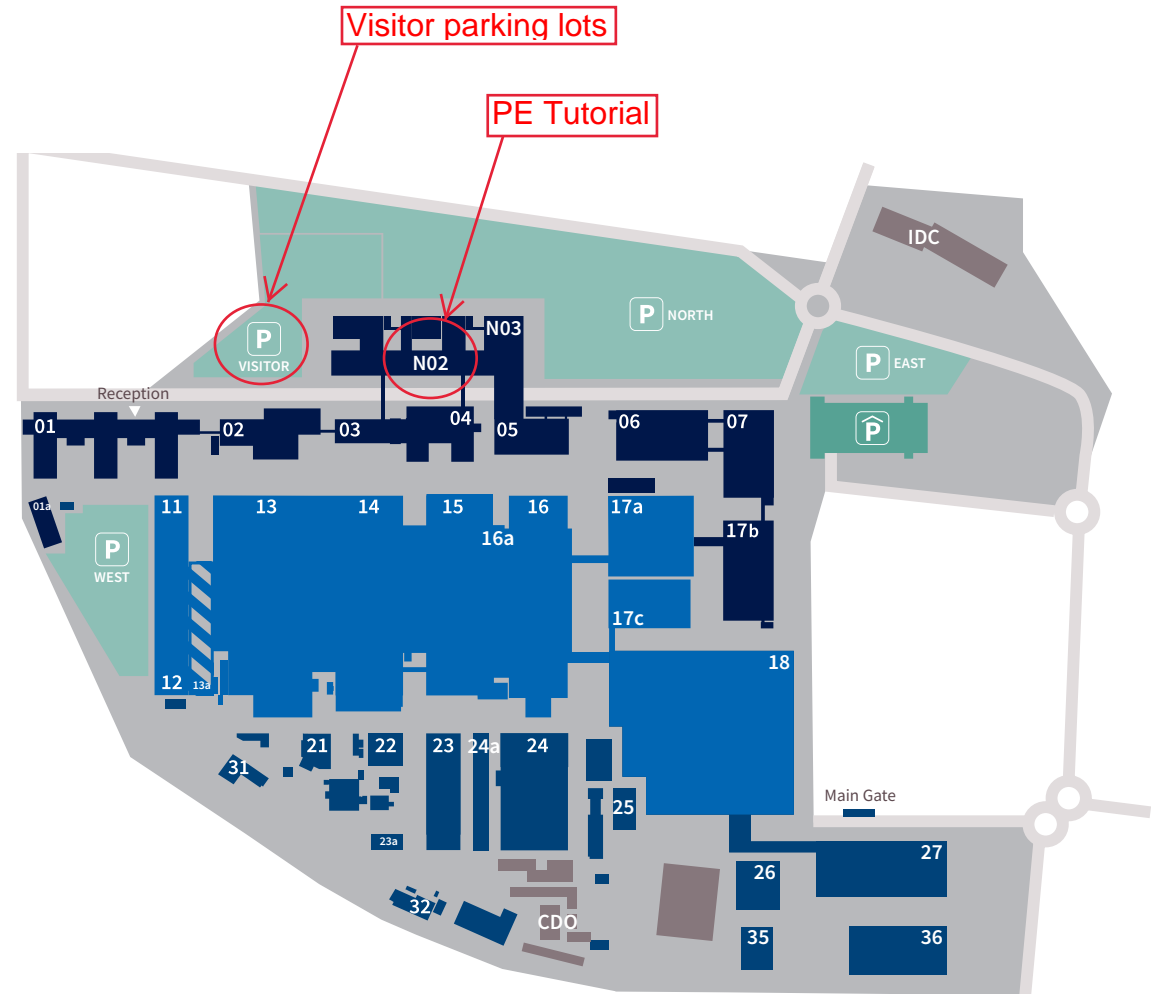 Visitor parking lots
PE Tutorial
IDC
P
NORTH
N03
P
VISITOR
N02
P
EAST
Reception
01
02
03
04
05
06
07
P
01a
11
13
14
15
16
17a
16a
17b
P
WEST
17c
12
13a
18
31
21
22
23
24a
24
25
Main Gate
23a
27
26
32
CDO
35
36